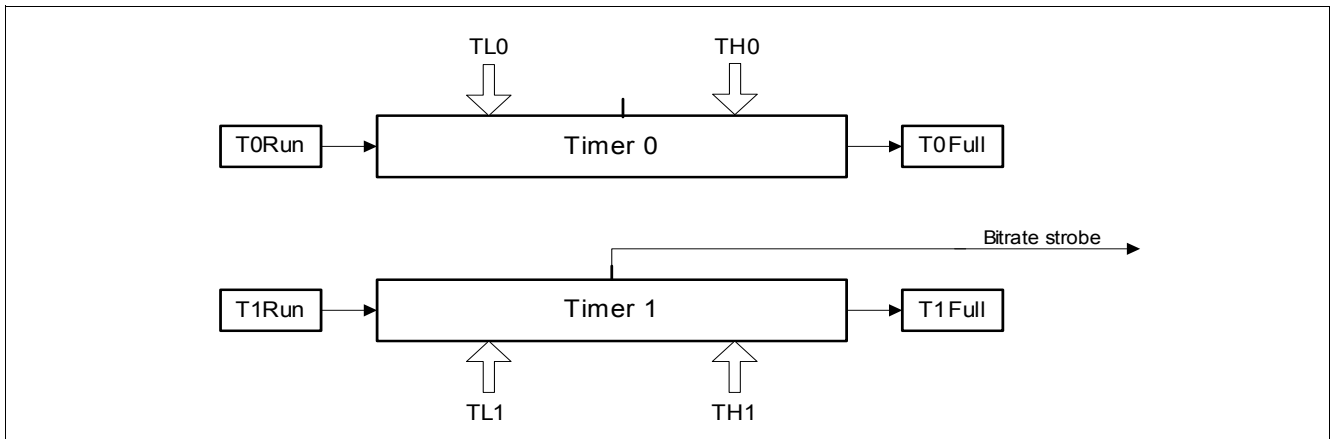 TL0 TH0
T0Run Timer 0 T0Full
Bitrate strobe
T1Run Timer 1 T1Full
TL1 TH1